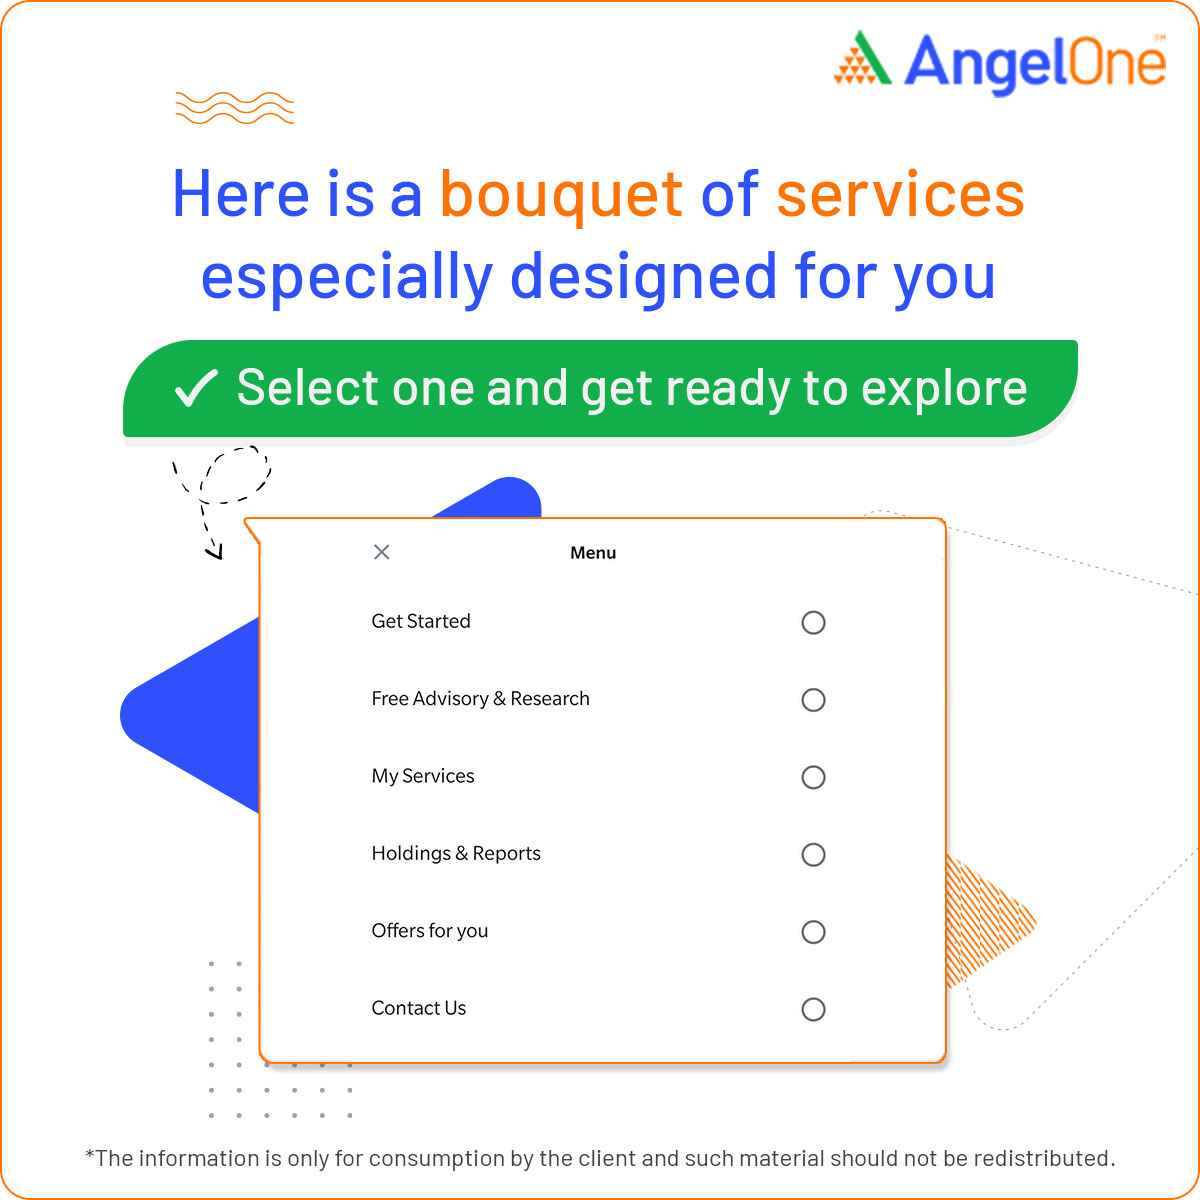 AngelOne™
Here is a bouquet of services
especially designed for you
Select one and get ready to explore
Menu
Get Started
Free Advisory & Research
My Services
Holdings & Reports
Offers for you
Contact Us
*The information is only for consumption by the client and such material should not be redistributed.